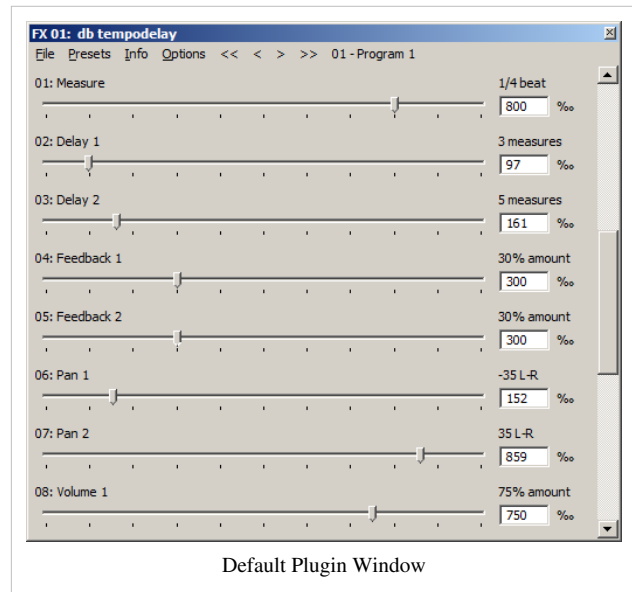 FX 01: db tempodelay
File Presets Info Options << < > >> 01 - Program 1
01: Measure 1/4 beat
800 ‰
02: Delay 1 3 measures
97 ‰
03: Delay 2 5 measures
161 ‰
04: Feedback 1 30% amount
300 ‰
05: Feedback 2 30% amount
300 ‰
06: Pan 1 -35 L-R
152 ‰
07: Pan 2 35 L-R
859 ‰
08: Volume 1 75% amount
750 ‰
Default Plugin Window